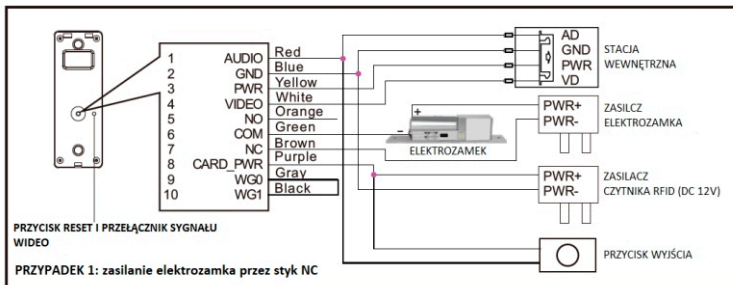 1 AUDIO Red
2 GND Blue
3 PWR Yellow
4 VIDEO White
5 NO Orange
6 COM Green
7 NC Brown
8 CARD_PWR Purple
9 WG0 Gray
10 WG1 Black
AD
GND
PWR
VD
STACJA
WEWNĘTRZNA
+
-
ELEKTROZAMEK
PWR+
PWR-
ZASILCZ
ELEKTROZAMKA
PWR+
PWR-
ZASILACZ
CZYTNIKA RFID (DC 12V)
PRZYCISK WYJŚCIA
PRZYCISK RESET I PRZEŁĄCZNIK SYGNAŁU
WIDEO
PRZYPADEK 1: zasilanie elektrozamka przez styk NC